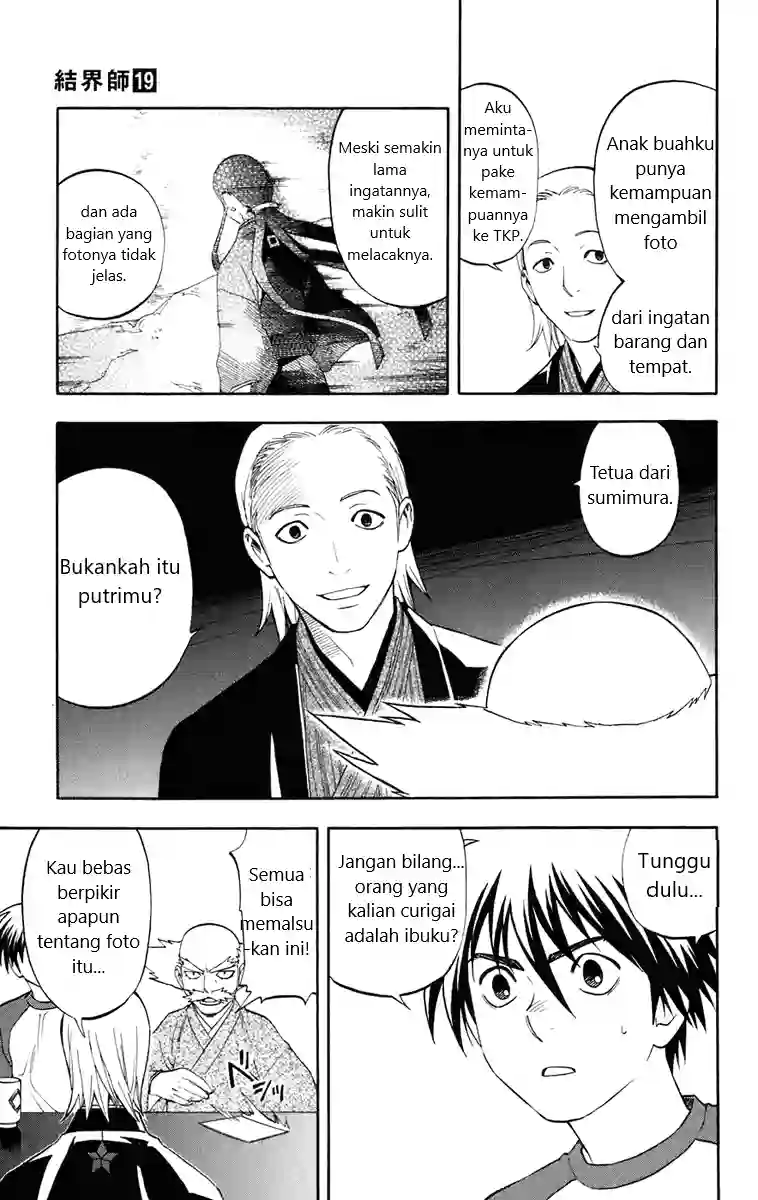 結界師19
Anak buahku
punya
kemampuan
mengambil
foto
dari ingatan
barang dan
tempat.
Aku
meminta-
nya untuk
pake
kemam-
puannya
ke TKP.
Meski semakin
lama
ingatannya,
makin sulit
untuk
melacaknya.
dan ada
bagian yang
fotonya tidak
jelas.
Tetua dari
sumimura.
Bukankah itu
putrimu?
Tunggu
dulu...
Jangan bilang...
orang yang
kalian curigai
adalah ibuku?
Semua
bisa
memalsu
kan ini!
Kau bebas
berpikir
apapun
tentang foto
itu...